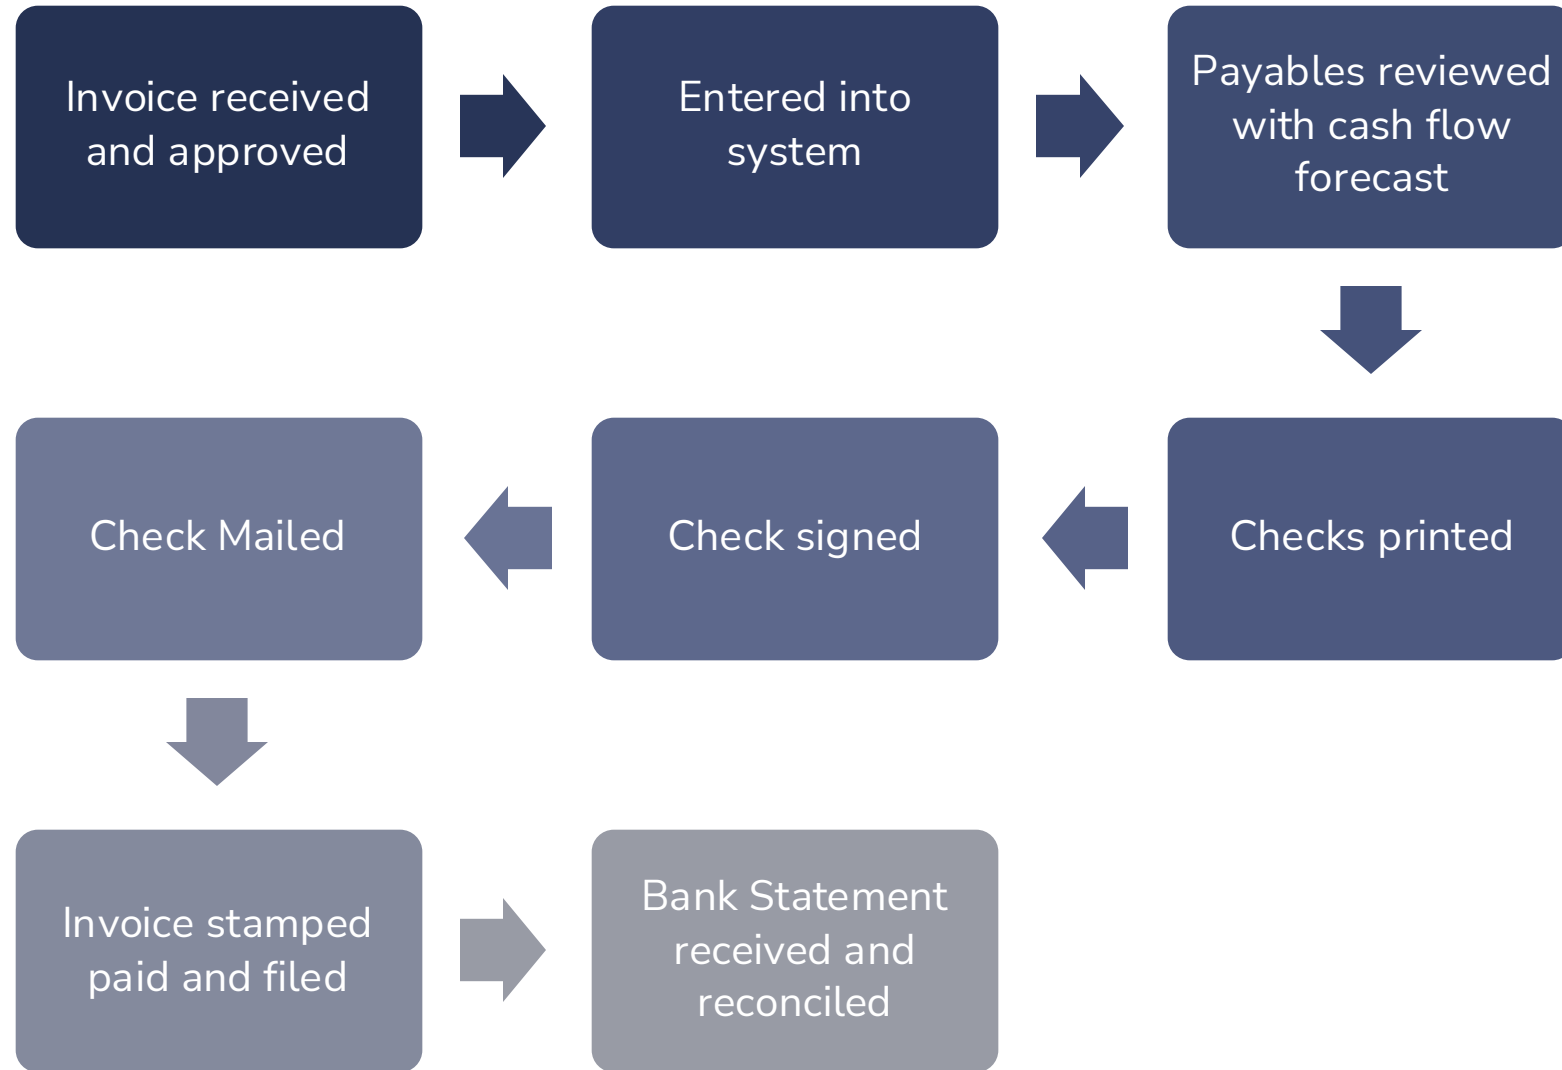 Invoice received
and approved
Entered into
system
Payables reviewed
with cash flow
forecast
Checks printed
Check signed
Check Mailed
Invoice stamped
paid and filed
Bank Statement
received and
reconciled